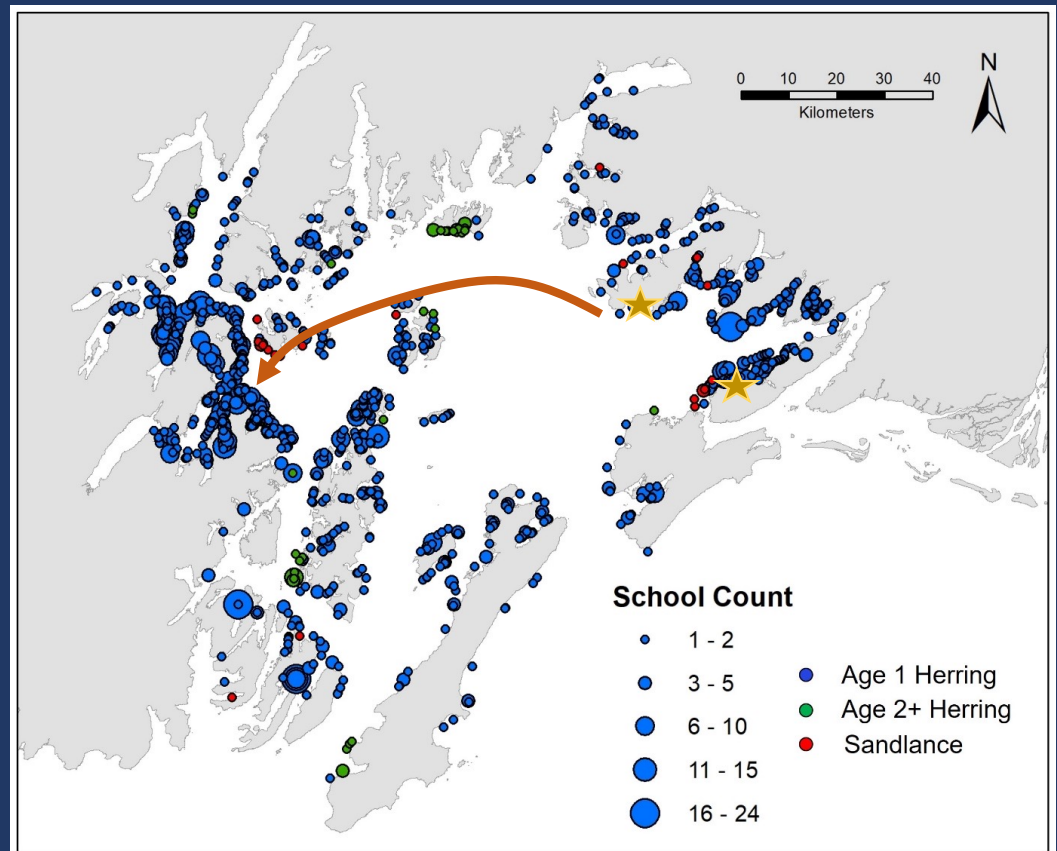 N
0 10 20 30 40
Kilometers
School Count
1 - 2
3 - 5
6 - 10
11 - 15
16 - 24
Age 1 Herring
Age 2+ Herring
Sandlance